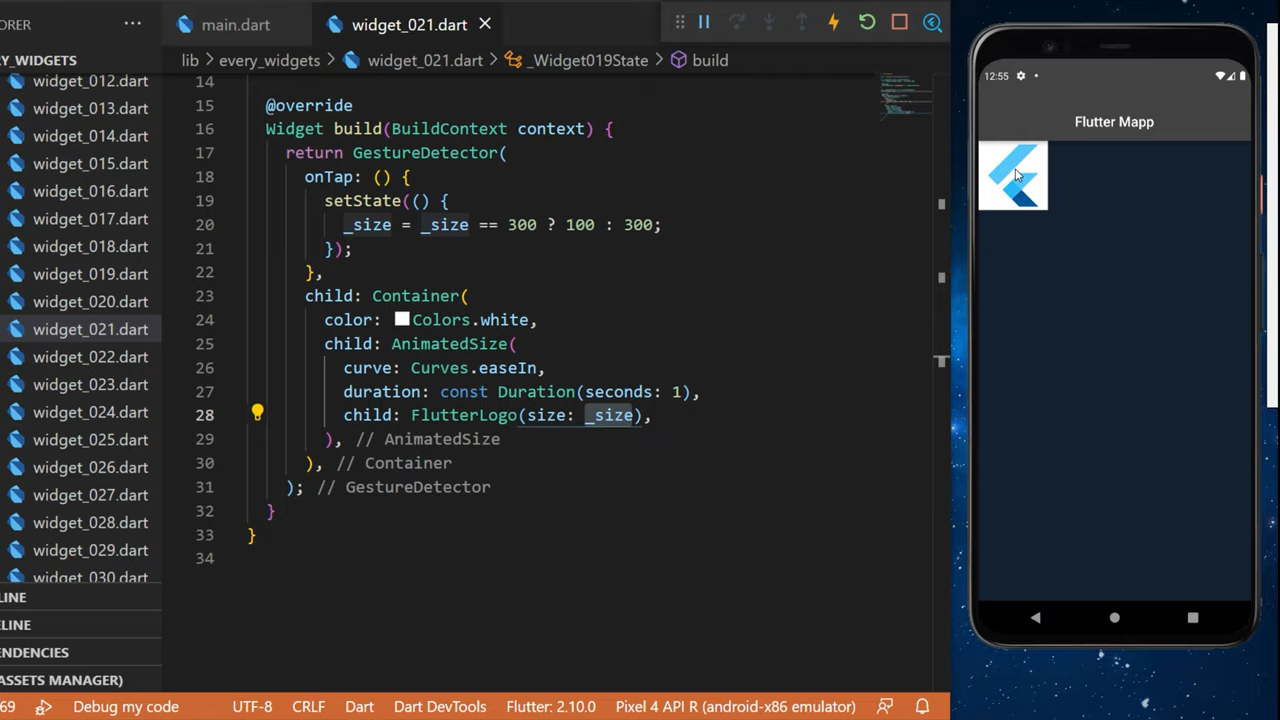 ORER
main.dart
widget_021.dart
Y_WIDGETS
lib
every_widgets
widget_021.dart
_Widget019State
build
widget_012.dart
widget_013.dart
widget_014.dart
widget_015.dart
widget_016.dart
widget_017.dart
widget_018.dart
widget_019.dart
widget_020.dart
widget_021.dart
widget_022.dart
widget_023.dart
widget_024.dart
widget_025.dart
widget_026.dart
widget_027.dart
widget_028.dart
widget_029.dart
widget_030.dart
LINE
ELINE
ENDENCIES
ASSETS MANAGER)
14
15 @override
16 Widget build(BuildContext context) {
17 return GestureDetector(
18 onTap: () {
19 setState(() {
20 _size = _size == 300 ? 100 : 300;
21 });
22 },
23 child: Container(
24 color: Colors.white,
25 child: AnimatedSize(
26 curve: Curves.easeIn,
27 duration: const Duration(seconds: 1),
28 child: FlutterLogo(size: _size),
29 ), // AnimatedSize
30 ), // Container
31 ); // GestureDetector
32 }
33 }
34
12:55
Flutter Mapp
69
Debug my code
UTF-8
CRLF
Dart
Dart DevTools
Flutter: 2.10.0
Pixel 4 API R (android-x86 emulator)